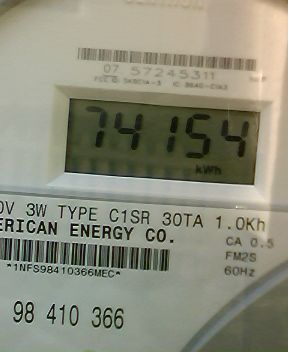 07 57245311
74154
kWh
0V 3W TYPE C1SR 30TA 1.0Kh
ERICAN ENERGY CO.
CA 0.5
*1NFS98410366MEC*
FM2S
60Hz
98 410 366